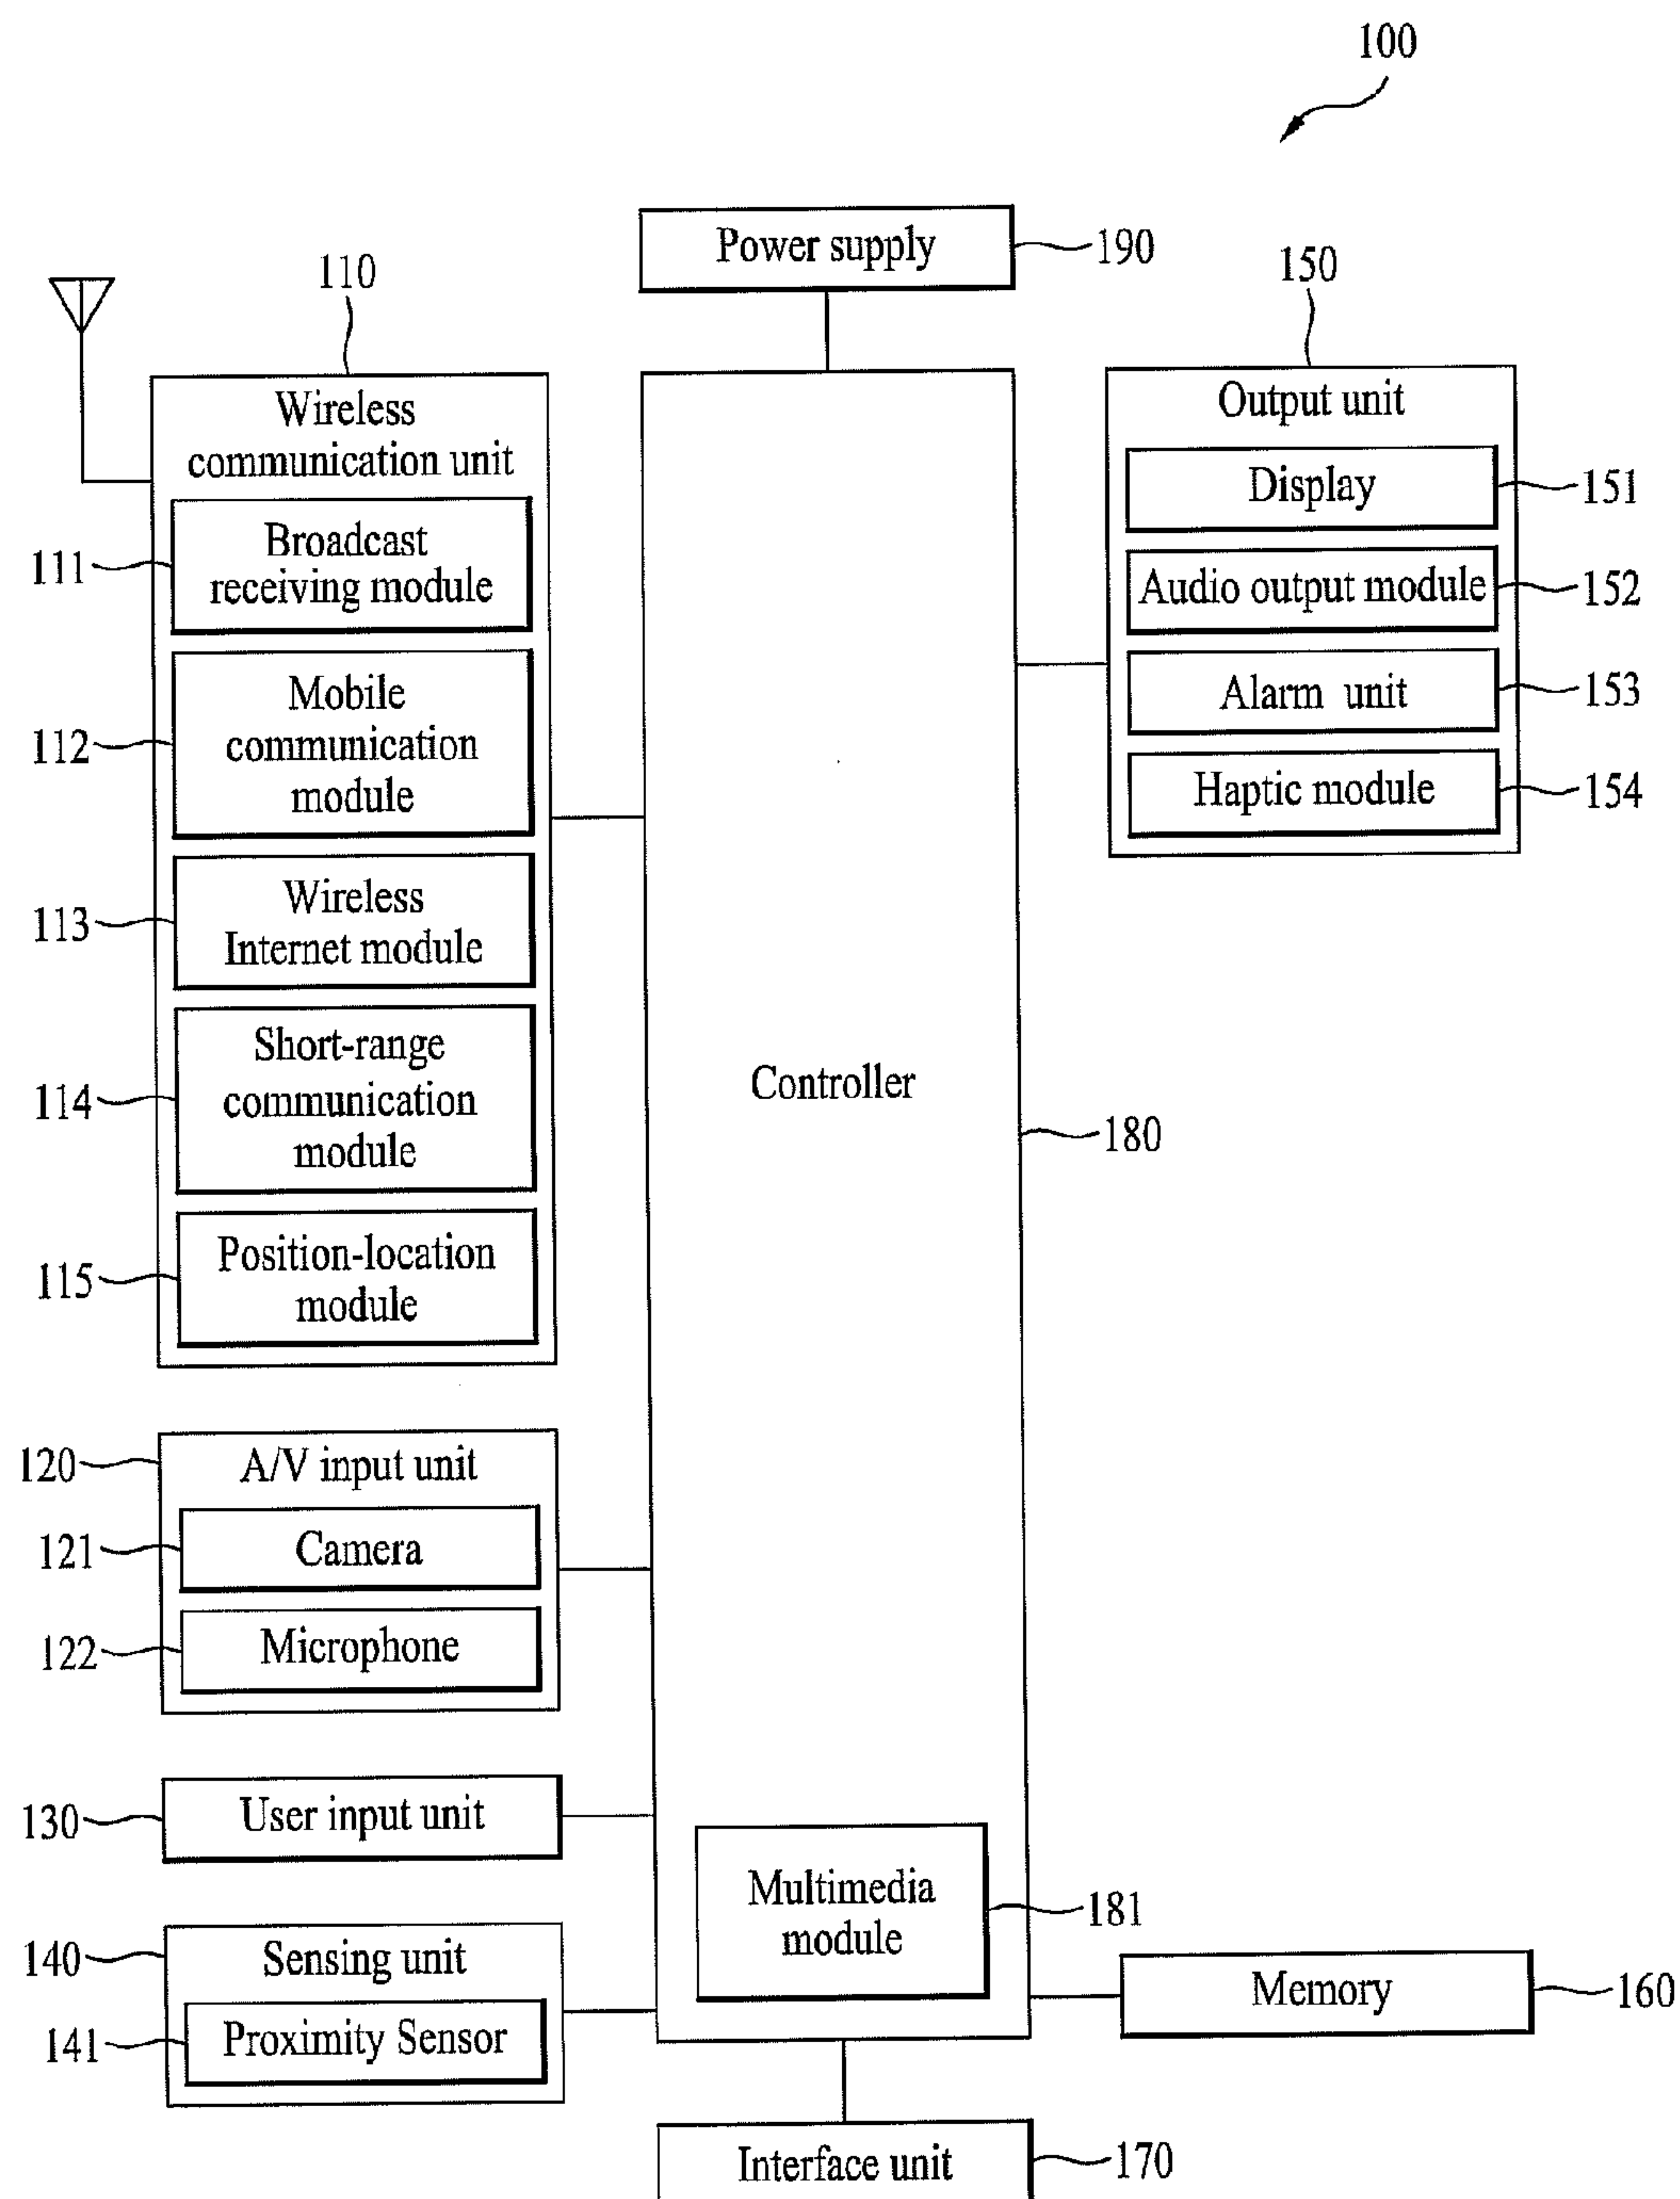 100
Power supply
190
110
150
Wireless
communication unit
111
Broadcast
receiving module
112
Mobile
communication
module
113
Wireless
Internet module
114
Short-range
communication
module
115
Position-location
module
Output unit
Display
151
Audio output module
152
Alarm unit
153
Haptic module
154
Controller
180
120
A/V input unit
121
Camera
122
Microphone
130
User input unit
140
Sensing unit
141
Proximity Sensor
Multimedia
module
181
Memory
160
Interface unit
170